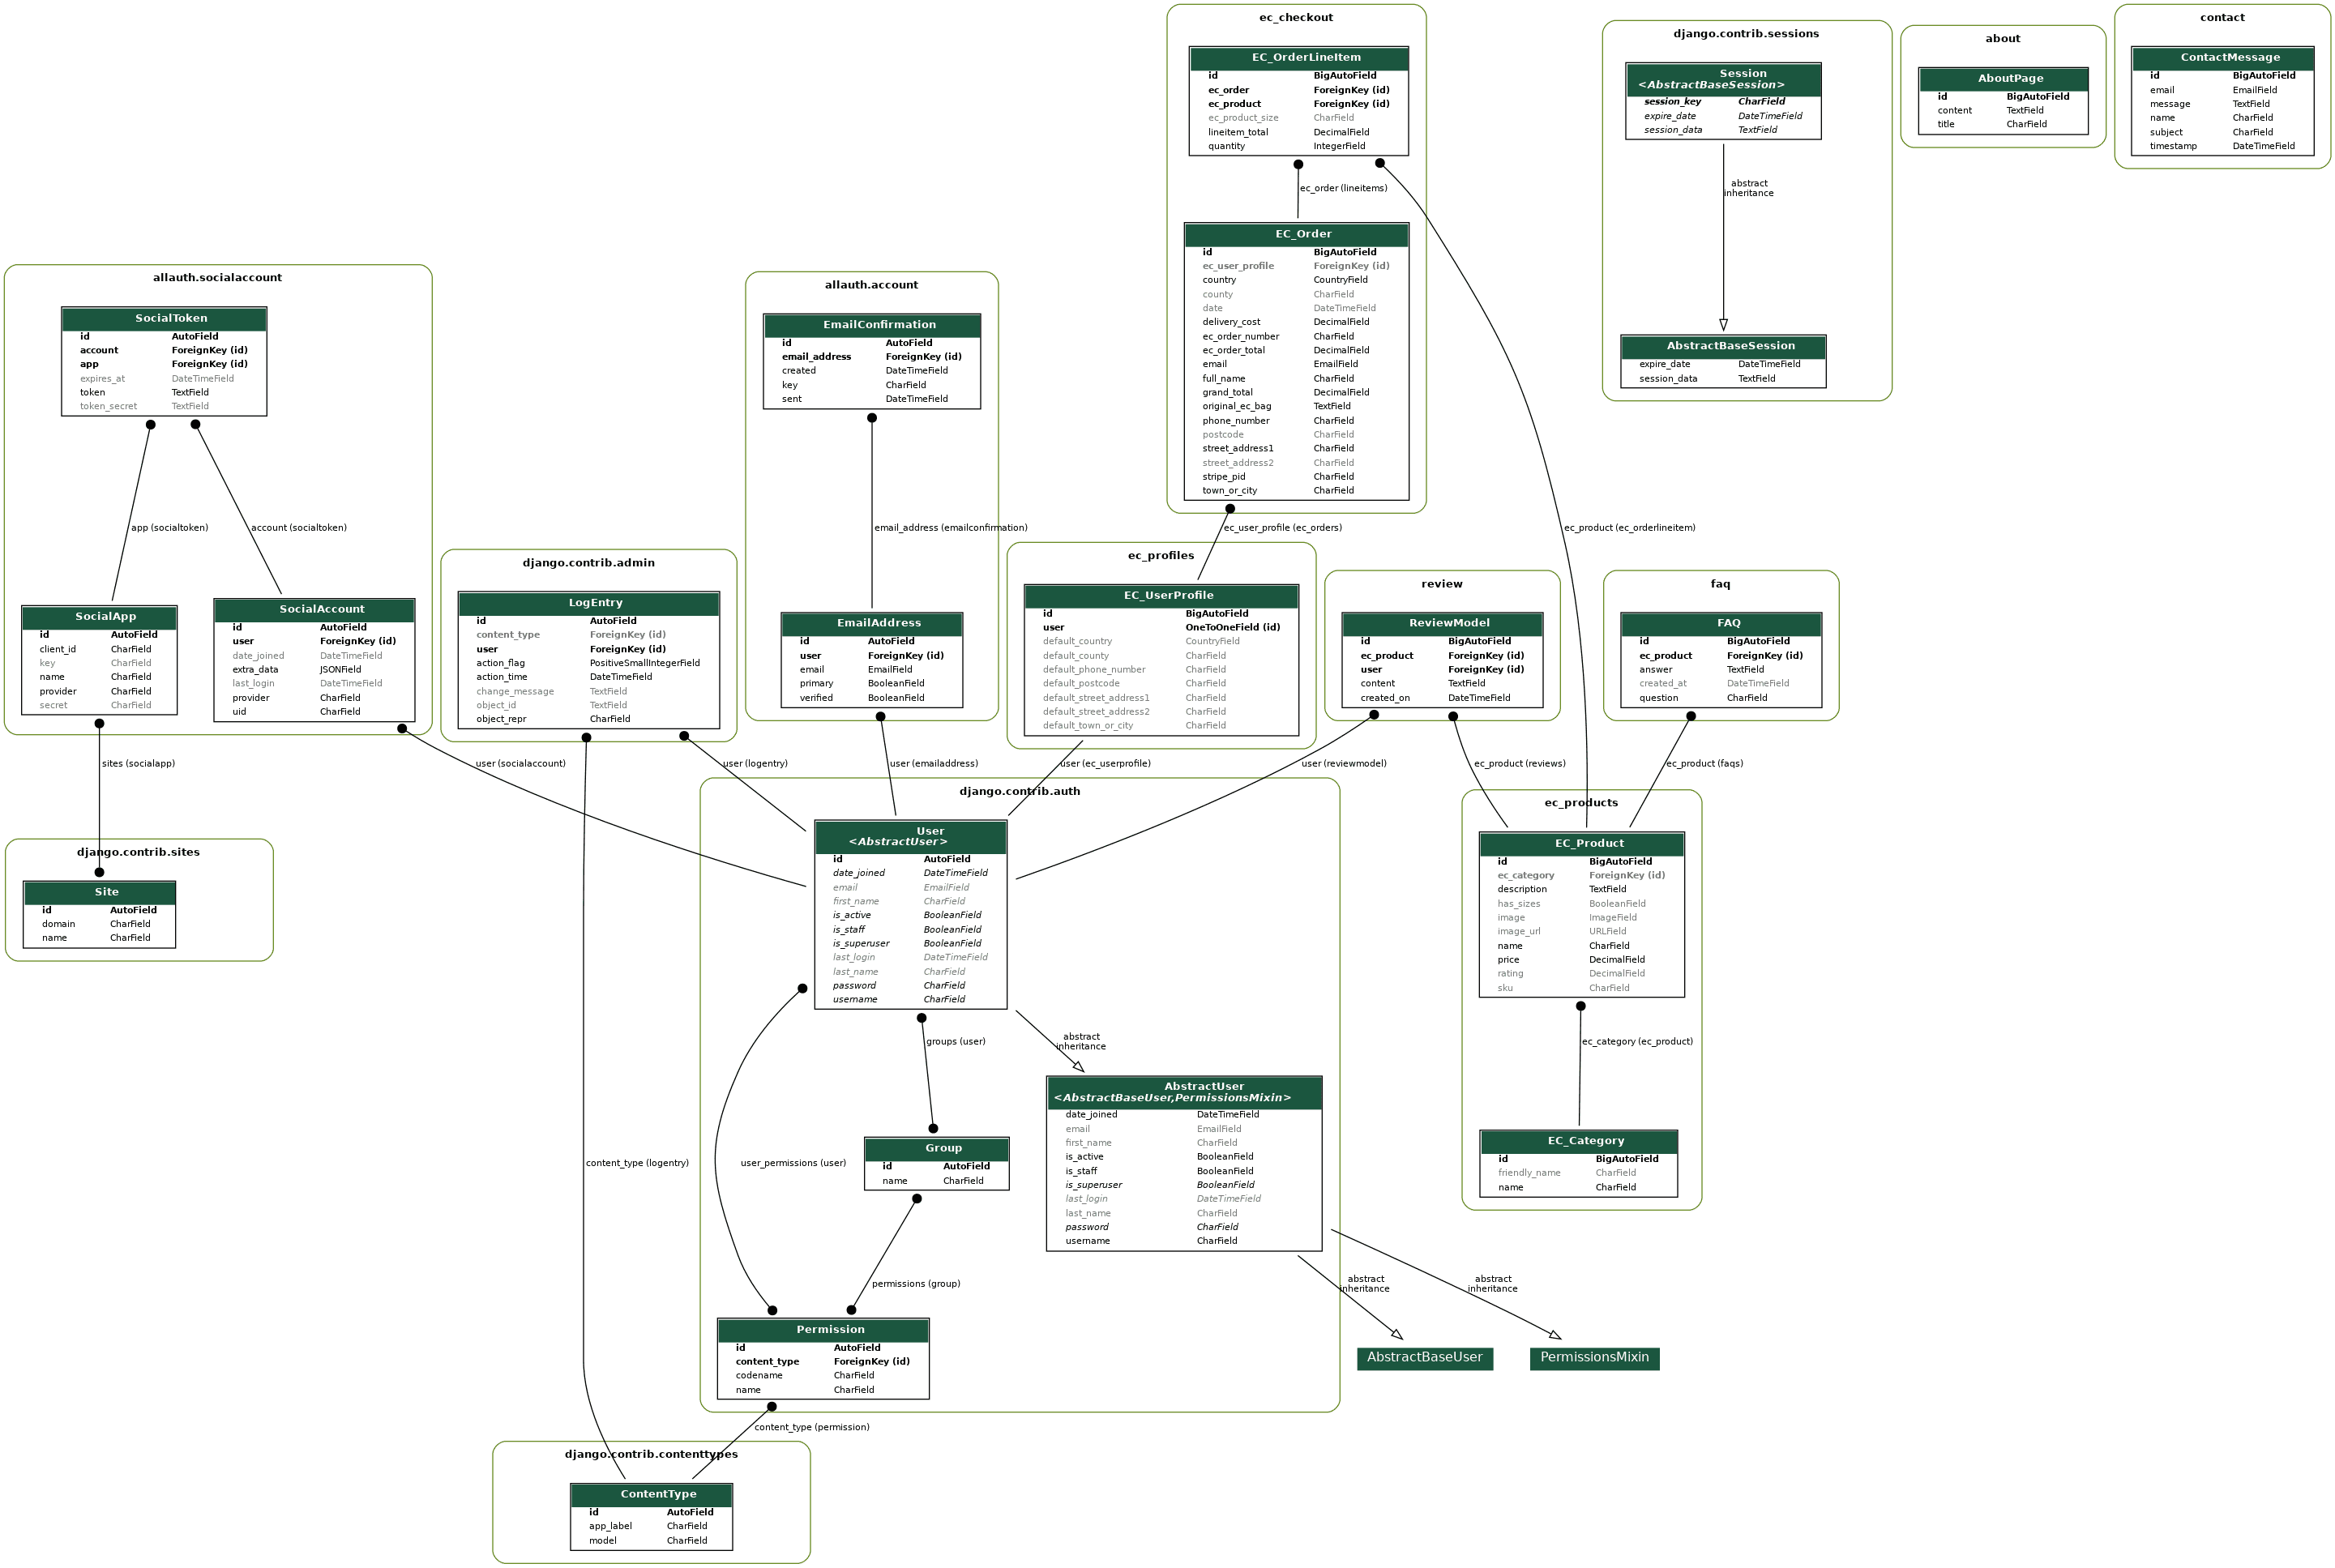 ec_checkout
EC_OrderLineItem
id BigAutoField
ec_order ForeignKey (id)
ec_product ForeignKey (id)
ec_product_size CharField
lineitem_total DecimalField
quantity IntegerField
ec_order (lineitems)
EC_Order
id BigAutoField
ec_user_profile ForeignKey (id)
country CountryField
county CharField
date DateTimeField
delivery_cost DecimalField
ec_order_number CharField
ec_order_total DecimalField
email EmailField
full_name CharField
grand_total DecimalField
original_ec_bag TextField
phone_number CharField
postcode CharField
street_address1 CharField
street_address2 CharField
stripe_pid CharField
town_or_city CharField
django.contrib.sessions
Session
<AbstractBaseSession>
session_key CharField
expire_date DateTimeField
session_data TextField
abstract
inheritance
AbstractBaseSession
expire_date DateTimeField
session_data TextField
about
AboutPage
id BigAutoField
content TextField
title CharField
contact
ContactMessage
id BigAutoField
email EmailField
message TextField
name CharField
subject CharField
timestamp DateTimeField
allauth.socialaccount
SocialToken
id AutoField
account ForeignKey (id)
app ForeignKey (id)
expires_at DateTimeField
token TextField
token_secret TextField
app (socialtoken)
account (socialtoken)
SocialApp
id AutoField
client_id CharField
key CharField
name CharField
provider CharField
secret CharField
SocialAccount
id AutoField
user ForeignKey (id)
date_joined DateTimeField
extra_data JSONField
last_login DateTimeField
provider CharField
uid CharField
allauth.account
EmailConfirmation
id AutoField
email_address ForeignKey (id)
created DateTimeField
key CharField
sent DateTimeField
email_address (emailconfirmation)
EmailAddress
id AutoField
user ForeignKey (id)
email EmailField
primary BooleanField
verified BooleanField
ec_user_profile (ec_orders)
ec_product (ec_orderlineitem)
django.contrib.admin
LogEntry
id AutoField
content_type ForeignKey (id)
user ForeignKey (id)
action_flag PositiveSmallIntegerField
action_time DateTimeField
change_message TextField
object_id TextField
object_repr CharField
ec_profiles
EC_UserProfile
id BigAutoField
user OneToOneField (id)
default_country CountryField
default_county CharField
default_phone_number CharField
default_postcode CharField
default_street_address1 CharField
default_street_address2 CharField
default_town_or_city CharField
review
ReviewModel
id BigAutoField
ec_product ForeignKey (id)
user ForeignKey (id)
content TextField
created_on DateTimeField
faq
FAQ
id BigAutoField
ec_product ForeignKey (id)
answer TextField
created_at DateTimeField
question CharField
sites (socialapp)
user (socialaccount)
user (logentry)
user (emailaddress)
user (ec_userprofile)
user (reviewmodel)
ec_product (reviews)
ec_product (faqs)
django.contrib.sites
Site
id AutoField
domain CharField
name CharField
django.contrib.auth
User
<AbstractUser>
id AutoField
date_joined DateTimeField
email EmailField
first_name CharField
is_active BooleanField
is_staff BooleanField
is_superuser BooleanField
last_login DateTimeField
last_name CharField
password CharField
username CharField
groups (user)
abstract
inheritance
ec_products
EC_Product
id BigAutoField
ec_category ForeignKey (id)
description TextField
has_sizes BooleanField
image ImageField
image_url URLField
name CharField
price DecimalField
rating DecimalField
sku CharField
ec_category (ec_product)
EC_Category
id BigAutoField
friendly_name CharField
name CharField
AbstractUser
<AbstractBaseUser,PermissionsMixin>
date_joined DateTimeField
email EmailField
first_name CharField
is_active BooleanField
is_staff BooleanField
is_superuser BooleanField
last_login DateTimeField
last_name CharField
password CharField
username CharField
Group
id AutoField
name CharField
content_type (logentry)
user_permissions (user)
permissions (group)
abstract
inheritance
abstract
inheritance
AbstractBaseUser
PermissionsMixin
Permission
id AutoField
content_type ForeignKey (id)
codename CharField
name CharField
content_type (permission)
django.contrib.contenttypes
ContentType
id AutoField
app_label CharField
model CharField